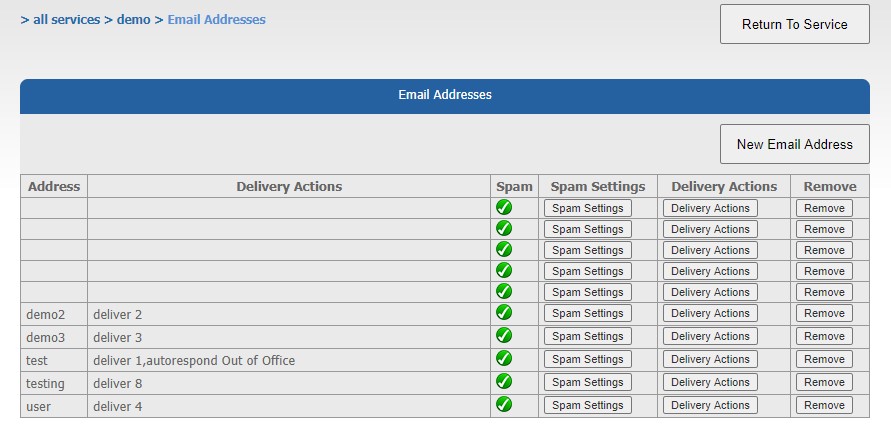 > all services > demo > Email Addresses
Return To Service
Email Addresses
New Email Address
Address Delivery Actions Spam Spam Settings Delivery Actions Remove
Spam Settings Delivery Actions Remove
Spam Settings Delivery Actions Remove
Spam Settings Delivery Actions Remove
Spam Settings Delivery Actions Remove
Spam Settings Delivery Actions Remove
demo2 deliver 2 Spam Settings Delivery Actions Remove
demo3 deliver 3 Spam Settings Delivery Actions Remove
test deliver 1,autorespond Out of Office Spam Settings Delivery Actions Remove
testing deliver 8 Spam Settings Delivery Actions Remove
user deliver 4 Spam Settings Delivery Actions Remove